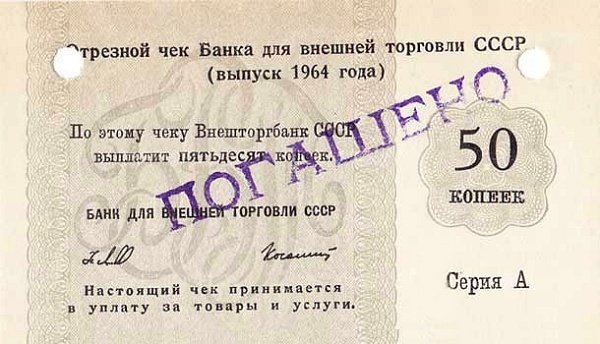 Отрезной чек Банка для внешней торговли СССР
(выпуск 1964 года)
По этому чеку Внешторгбанк СССР
выплатит пятьдесят копеек.
ПОГАШЕНО
50
КОПЕЕК
БАНК ДЛЯ ВНЕШНЕЙ ТОРГОВЛИ СССР
Серия А
Настоящий чек принимается
в уплату за товары и услуги.